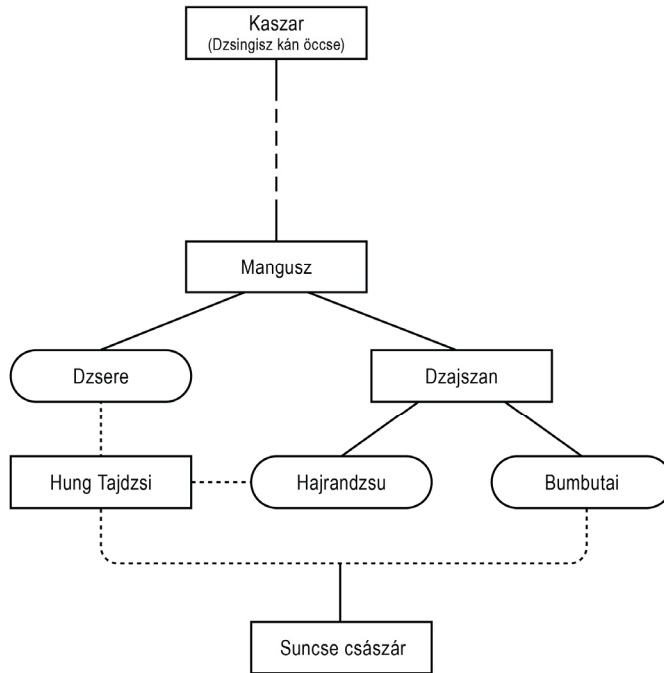 Kaszar
(Dzsingisz kán öccse)
Mangusz
Dzsere
Dzajszan
Hung Tajdzsi
Hajrandzsu
Bumbutai
Suncse császár